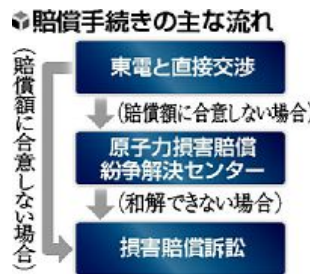 賠償手続きの主な流れ
東電と直接交渉
(賠償額に合意しない場合)
原子力損害賠償
紛争解決センター
(和解できない場合)
損害賠償訴訟
(賠償額に合意しない場合)